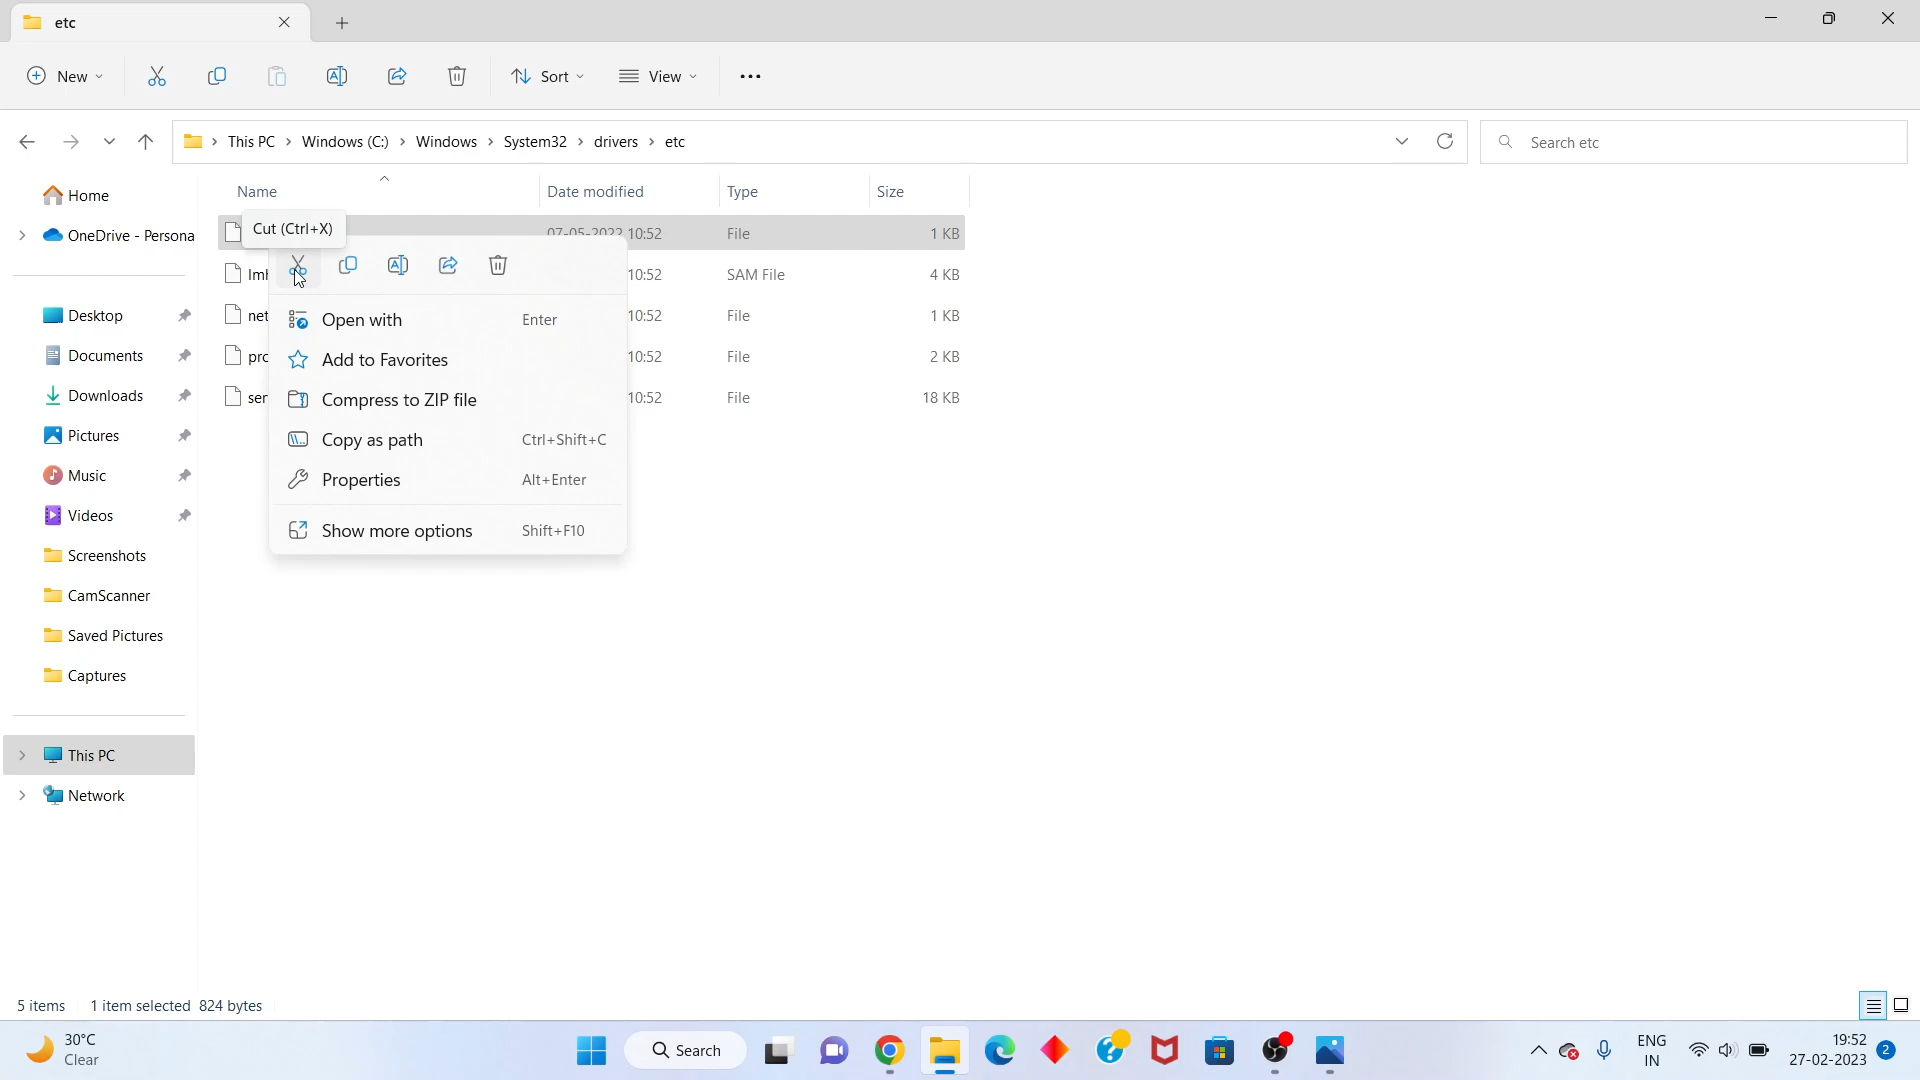 etc
New
Sort
View
This PC
Windows (C:)
Windows
System32
drivers
etc
Search etc
Home
OneDrive - Persona
Desktop
Documents
Downloads
Pictures
Music
Videos
Screenshots
CamScanner
Saved Pictures
Captures
This PC
Network
Name Date modified Type Size
Cut (Ctrl+X)
07-05-2022 10:52 File 1 KB
10:52 SAM File 4 KB
net 10:52 File 1 KB
10:52 File 2 KB
10:52 File 18 KB
Open with Enter
Add to Favorites
Compress to ZIP file
Copy as path Ctrl+Shift+C
Properties Alt+Enter
Show more options Shift+F10
5 items 1 item selected 824 bytes
30°C
Clear
Search
ENG
IN
19:52
27-02-2023
2